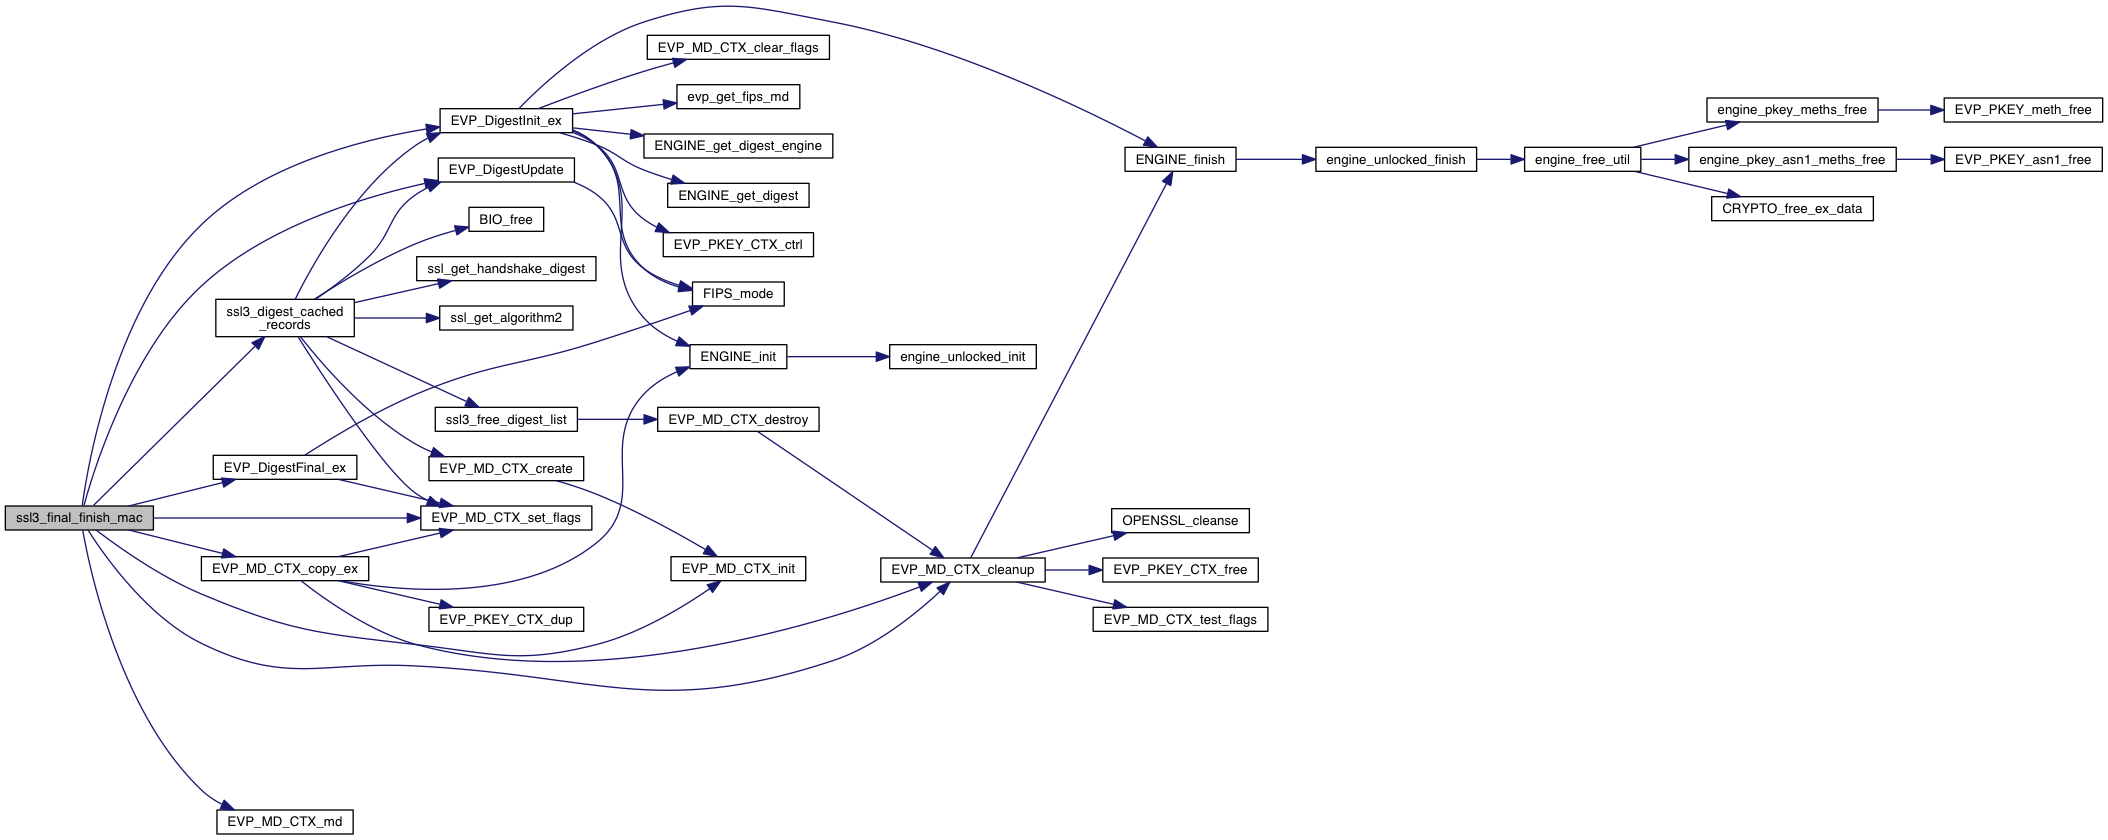 EVP_MD_CTX_clear_flags
evp_get_fips_md
engine_pkey_meths_free
EVP_PKEY_meth_free
EVP_DigestInit_ex
ENGINE_get_digest_engine
ENGINE_finish
engine_unlocked_finish
engine_free_util
engine_pkey_asn1_meths_free
EVP_PKEY_asn1_free
EVP_DigestUpdate
ENGINE_get_digest
CRYPTO_free_ex_data
BIO_free
EVP_PKEY_CTX_ctrl
ssl_get_handshake_digest
FIPS_mode
ssl3_digest_cached
_records
ssl_get_algorithm2
ENGINE_init
engine_unlocked_init
ssl3_free_digest_list
EVP_MD_CTX_destroy
EVP_DigestFinal_ex
EVP_MD_CTX_create
ssl3_final_finish_mac
EVP_MD_CTX_set_flags
OPENSSL_cleanse
EVP_MD_CTX_copy_ex
EVP_MD_CTX_init
EVP_MD_CTX_cleanup
EVP_PKEY_CTX_free
EVP_PKEY_CTX_dup
EVP_MD_CTX_test_flags
EVP_MD_CTX_md